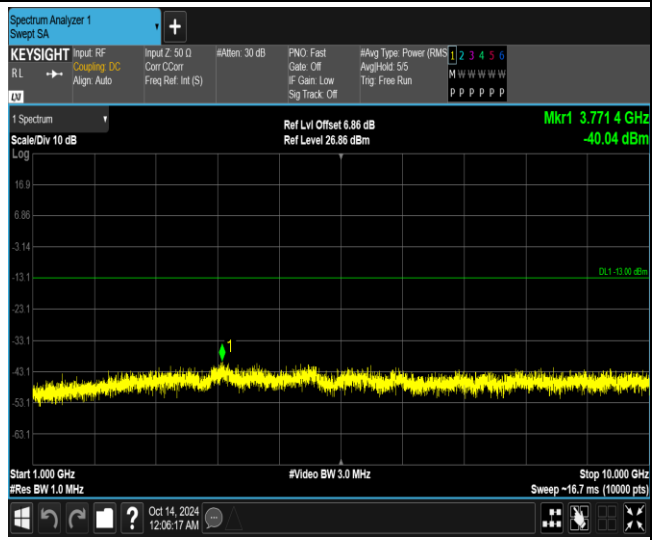 Spectrum Analyzer 1
Swept SA
+
KEYSIGHT
R L
LXI
Input: RF
Coupling: DC
Align: Auto
Input Z: 50 Ω
Corr CCorr
Freq Ref: Int (S)
#Atten: 30 dB
PNO: Fast
Gate: Off
IF Gain: Low
Sig Track: Off
#Avg Type: Power (RMS
Avg|Hold: 5/5
Trig: Free Run
1 2 3 4 5 6
M W W W W W
P P P P P P
1 Spectrum
Scale/Div 10 dB
Log
Ref Lvl Offset 6.86 dB
Ref Level 26.86 dBm
Mkr1 3.771 4 GHz
-40.04 dBm
16.9
6.86
-3.14
-13.1
-23.1
-33.1
-43.1
-53.1
-63.1
DL1 -13.00 dBm
1
Start 1.000 GHz
#Res BW 1.0 MHz
#Video BW 3.0 MHz
Stop 10.000 GHz
Sweep ~16.7 ms (10000 pts)
?
Oct 14, 2024
12:06:17 AM